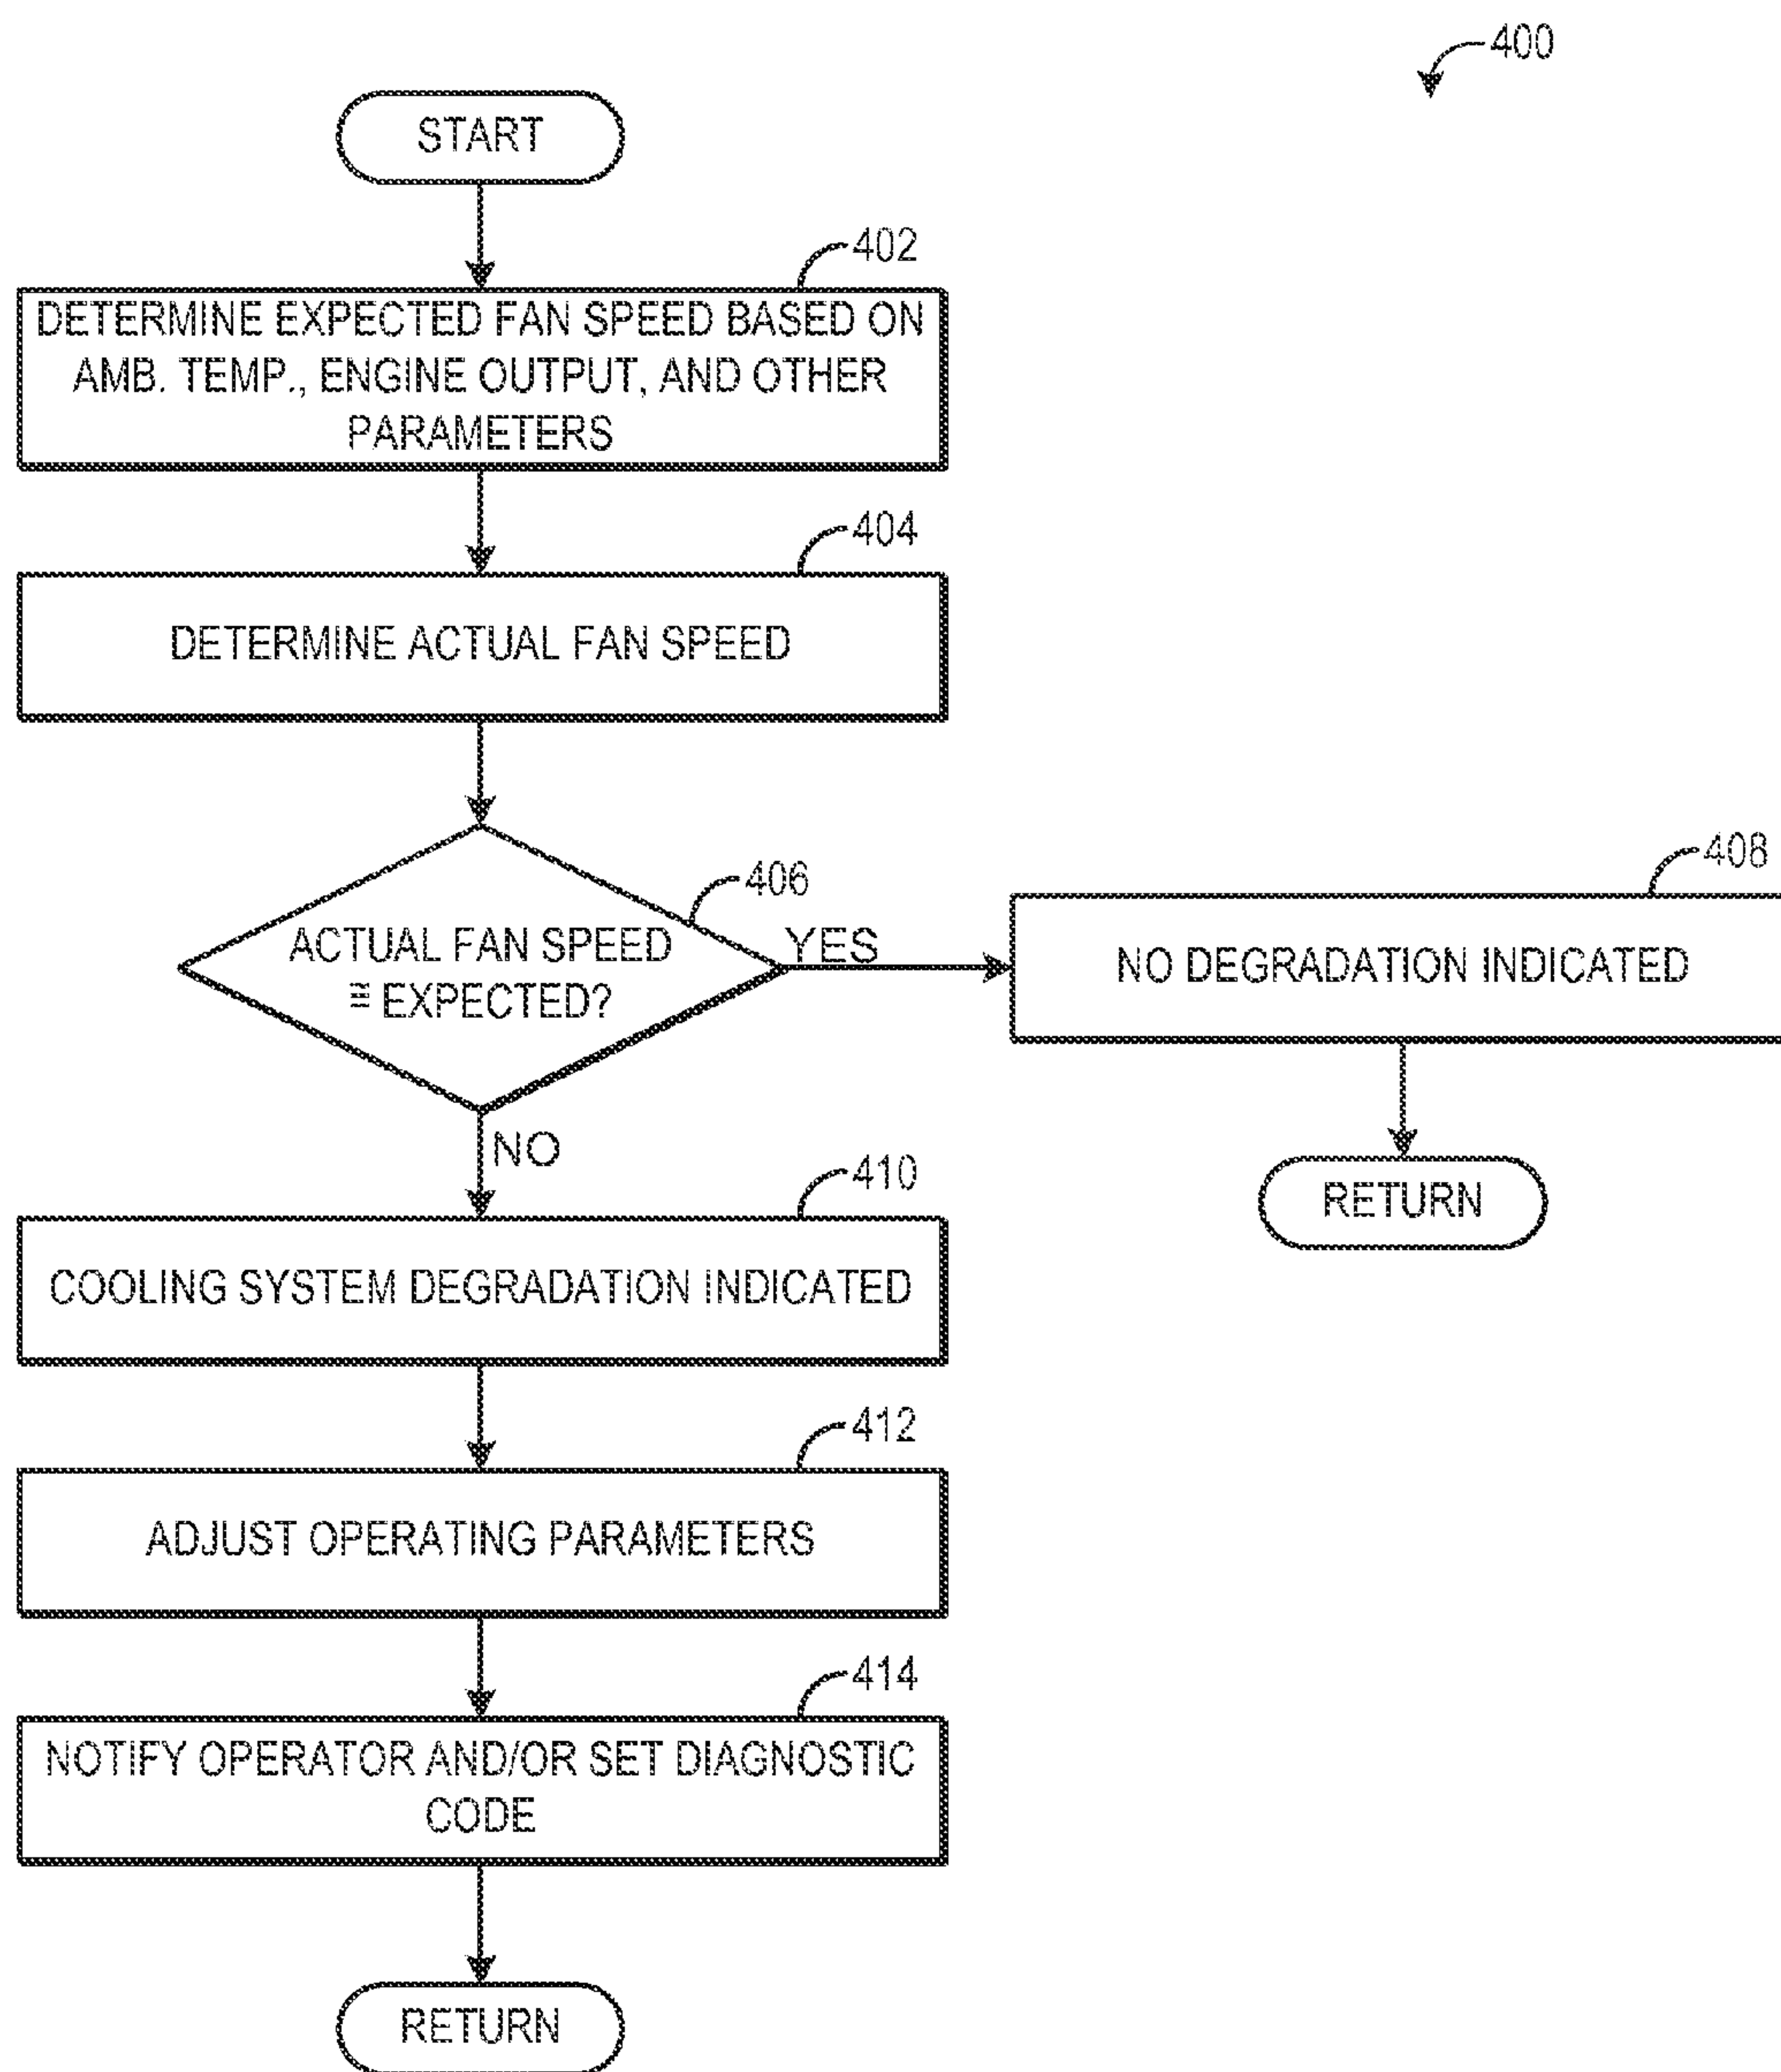 400
START
402
DETERMINE EXPECTED FAN SPEED BASED ON
AMB. TEMP., ENGINE OUTPUT, AND OTHER
PARAMETERS
404
DETERMINE ACTUAL FAN SPEED
406
ACTUAL FAN SPEED
≅ EXPECTED?
YES
408
NO DEGRADATION INDICATED
RETURN
NO
410
COOLING SYSTEM DEGRADATION INDICATED
412
ADJUST OPERATING PARAMETERS
414
NOTIFY OPERATOR AND/OR SET DIAGNOSTIC
CODE
RETURN